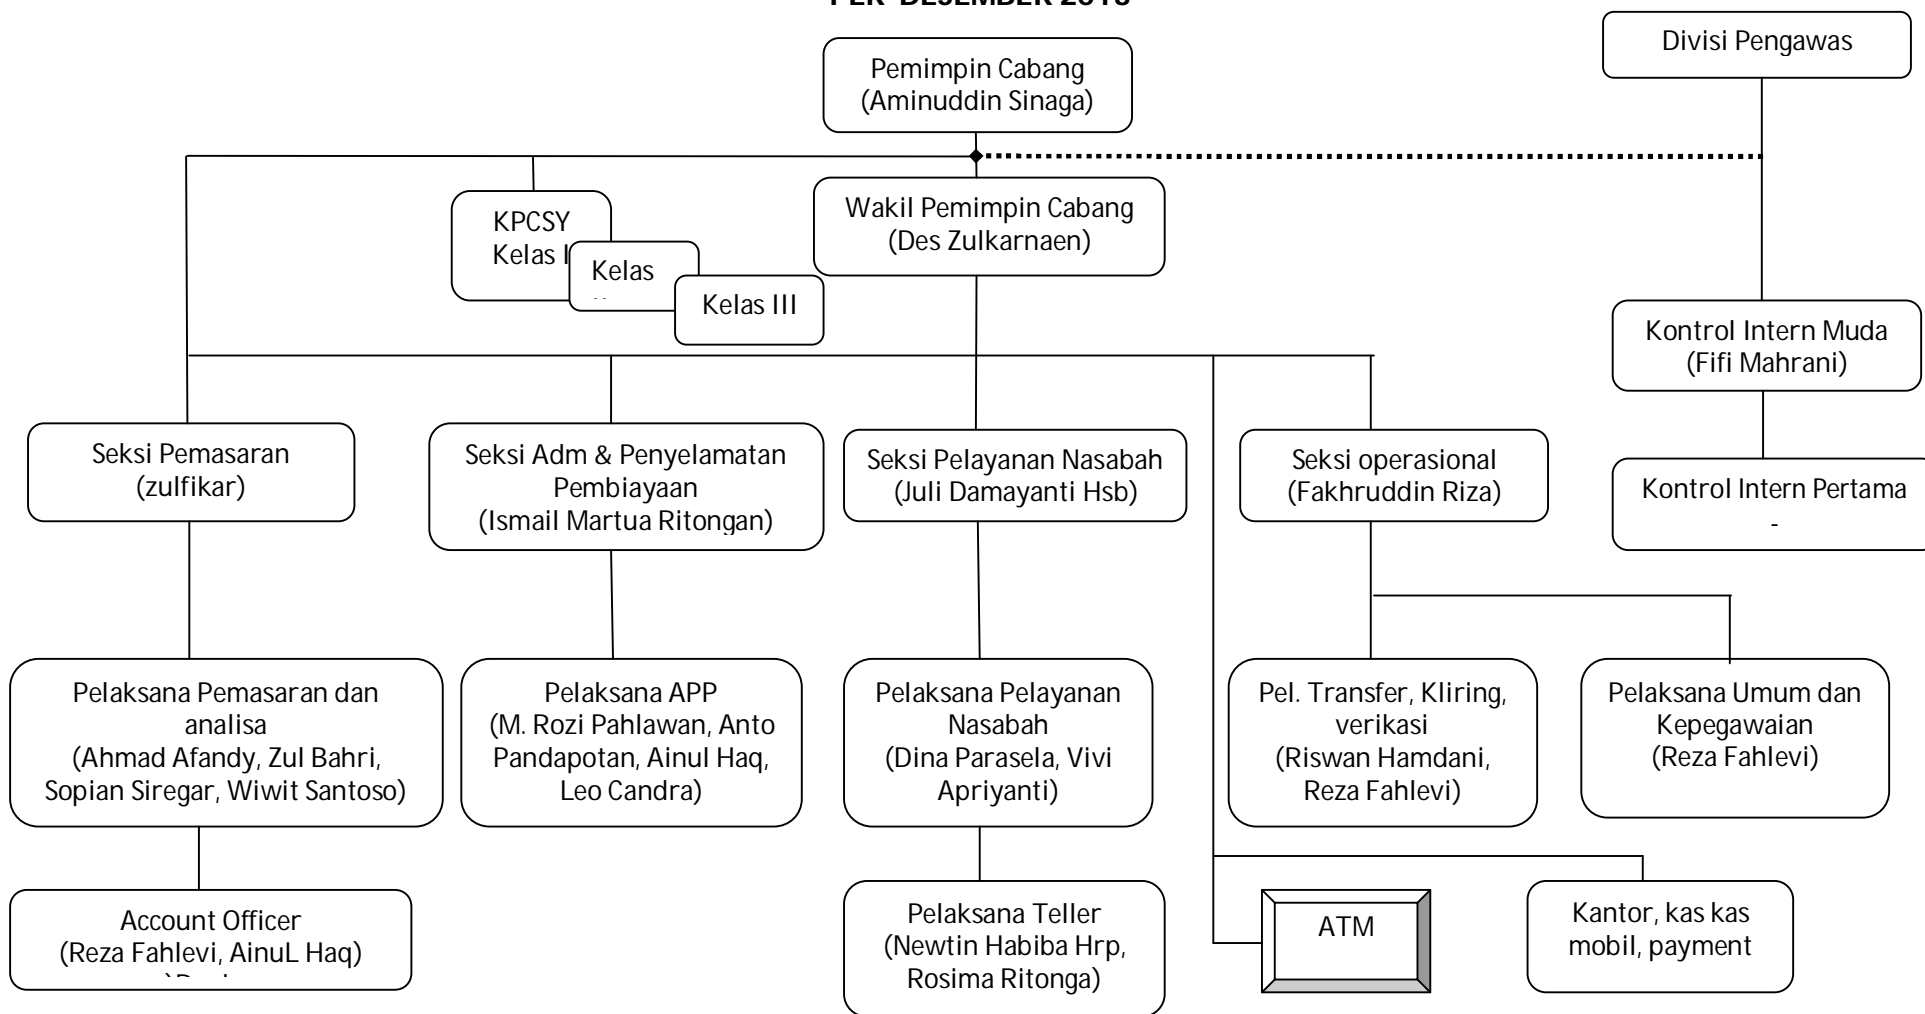 Divisi Pengawas
Pemimpin Cabang
(Aminuddin Sinaga)
KPCSY
Kelas I
Kelas
Kelas III
Wakil Pemimpin Cabang
(Des Zulkarnaen)
Kontrol Intern Muda
(Fifi Mahrani)
Seksi Pemasaran
(zulfikar)
Seksi Adm & Penyelamatan
Pembiayaan
(Ismail Martua Ritongan)
Seksi Pelayanan Nasabah
(Juli Damayanti Hsb)
Seksi operasional
(Fakhruddin Riza)
Kontrol Intern Pertama
-
Pelaksana Pemasaran dan
analisa
(Ahmad Afandy, Zul Bahri,
Sopian Siregar, Wiwit Santoso)
Pelaksana APP
(M. Rozi Pahlawan, Anto
Pandapotan, Ainul Haq,
Leo Candra)
Pelaksana Pelayanan
Nasabah
(Dina Parasela, Vivi
Apriyanti)
Pel. Transfer, Kliring,
verikasi
(Riswan Hamdani,
Reza Fahlevi)
Pelaksana Umum dan
Kepegawaian
(Reza Fahlevi)
Account Officer
(Reza Fahlevi, AinuL Haq)
Pelaksana Teller
(Newtin Habiba Hrp,
Rosima Ritonga)
ATM
Kantor, kas kas
mobil, payment